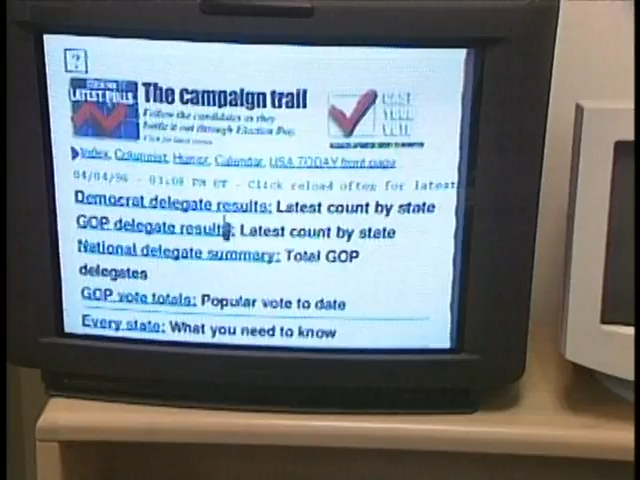 ?
LATEST POLLS
The campaign trail
Follow the candidates as they
battle it out through Election Day.
CAST
YOUR
VOTE
Index, Columnist, Humor, Calendar, USA TODAY front page
04/04/96 - 03:08 PM ET - Click reload often for latest
Democrat delegate results: Latest count by state
GOP delegate results: Latest count by state
National delegate summary: Total GOP
delegates
GOP vote totals: Popular vote to date
Every state: What you need to know